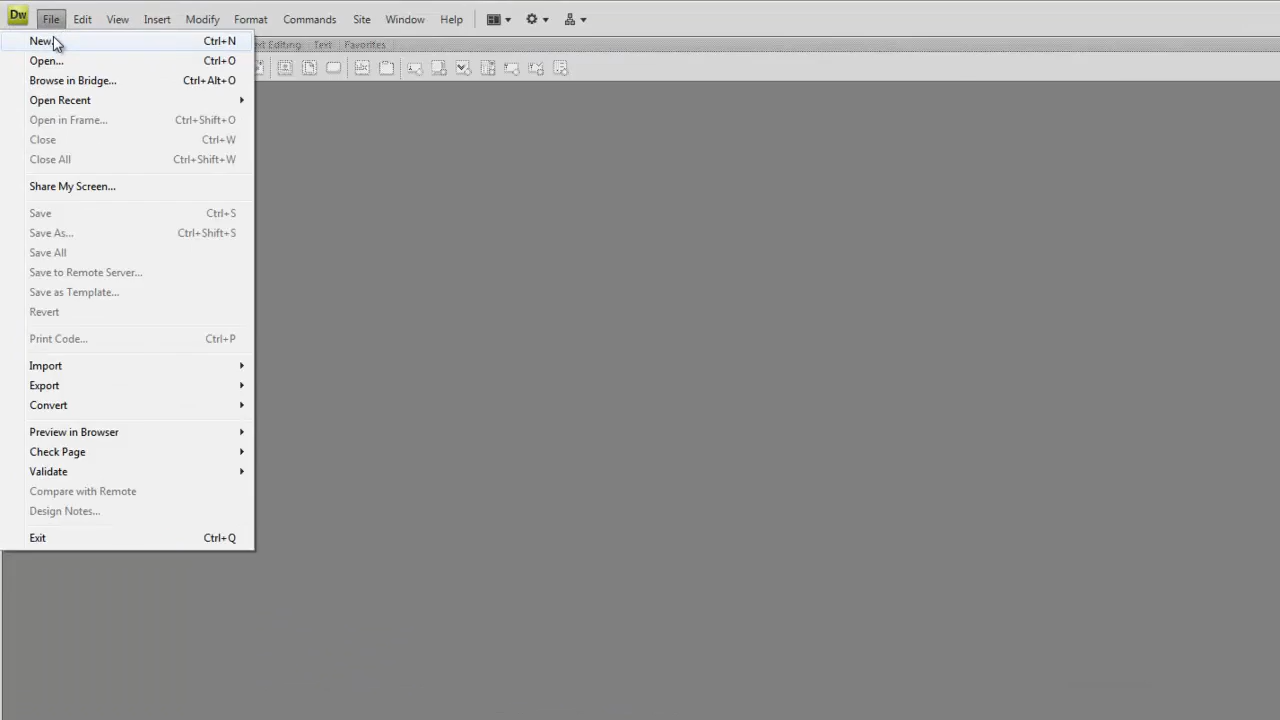 Dw File Edit View Insert Modify Format Commands Site Window Help
New... Ctrl+N
Editing Text Favorites
Open... Ctrl+O
Browse in Bridge... Ctrl+Alt+O
Open Recent
Open in Frame... Ctrl+Shift+O
Close Ctrl+W
Close All Ctrl+Shift+W
Share My Screen...
Save Ctrl+S
Save As... Ctrl+Shift+S
Save All
Save to Remote Server...
Save as Template...
Revert
Print Code... Ctrl+P
Import
Export
Convert
Preview in Browser
Check Page
Validate
Compare with Remote
Design Notes...
Exit Ctrl+Q